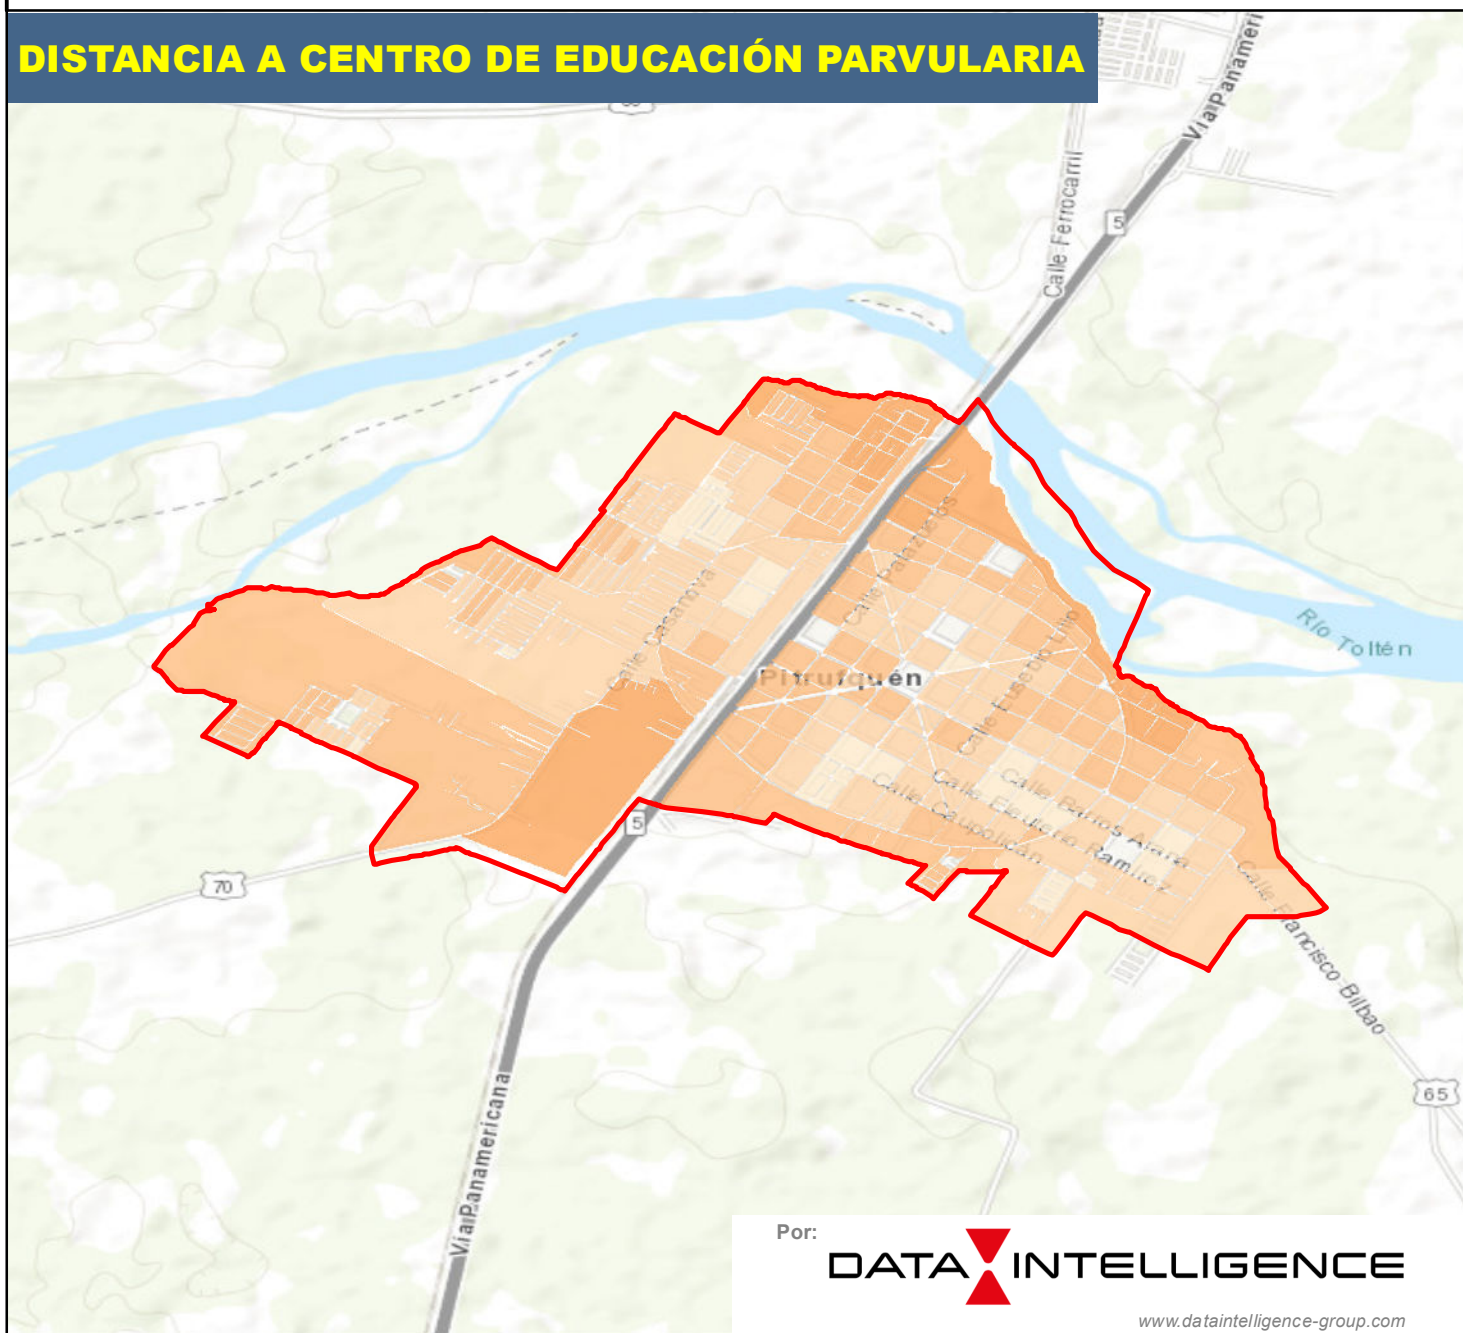 DISTANCIA A CENTRO DE EDUCACIÓN PARVULARIA
Vía Panameri
Calle Ferrocarril
5
Río Toltén
Calle Palazuelos
Calle Casanova
Pitrufquén
Calle Eusebio Lillo
Calle Barros Arana
Calle Eleuterio Ramírez
Calle Caupolicán
5
70
Calle Francisco Bilbao
65
Vía Panamericana
Por:
DATA INTELLIGENCE
www.dataintelligence-group.com